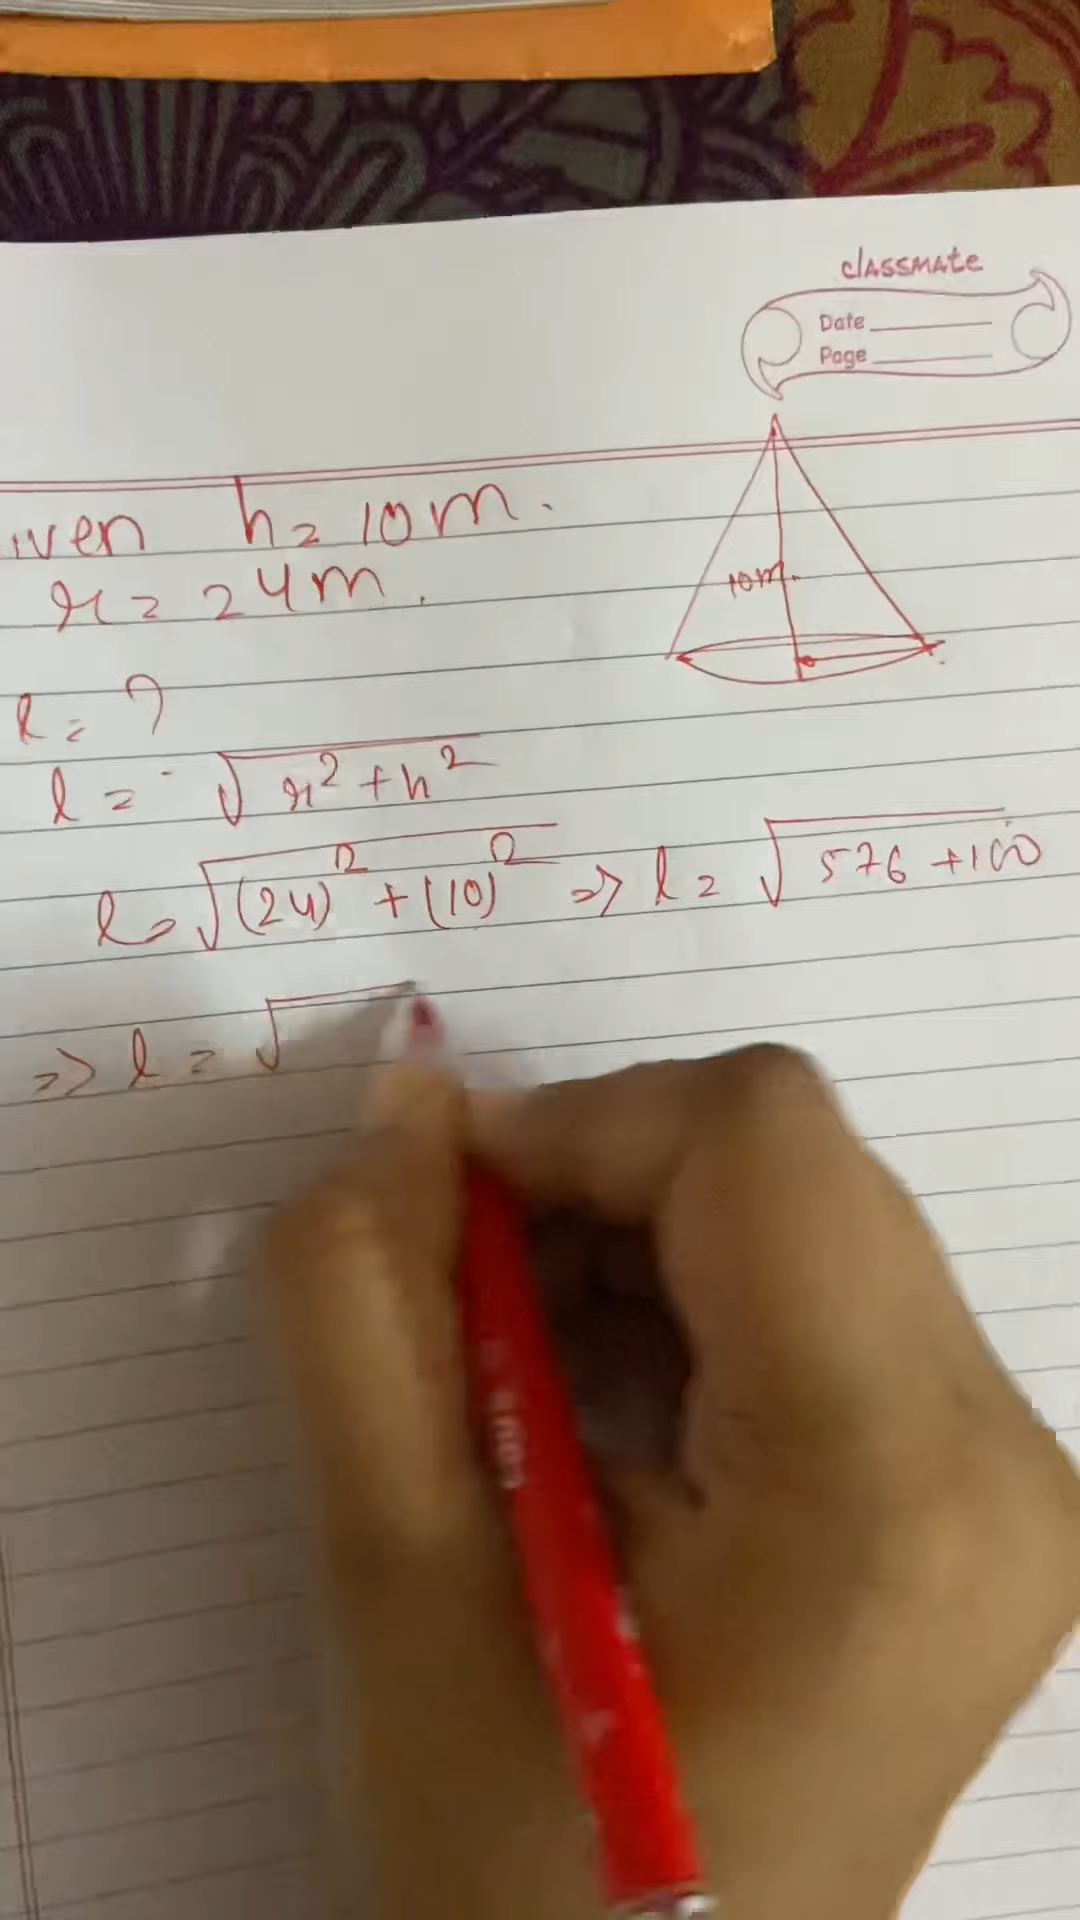 classmate
Date
Page
iven h = 10m.
r = 24m.
10m.
l = ?
l = √r² + h²
l = √(24)² + (10)² => l = √576 + 100
=> l = √